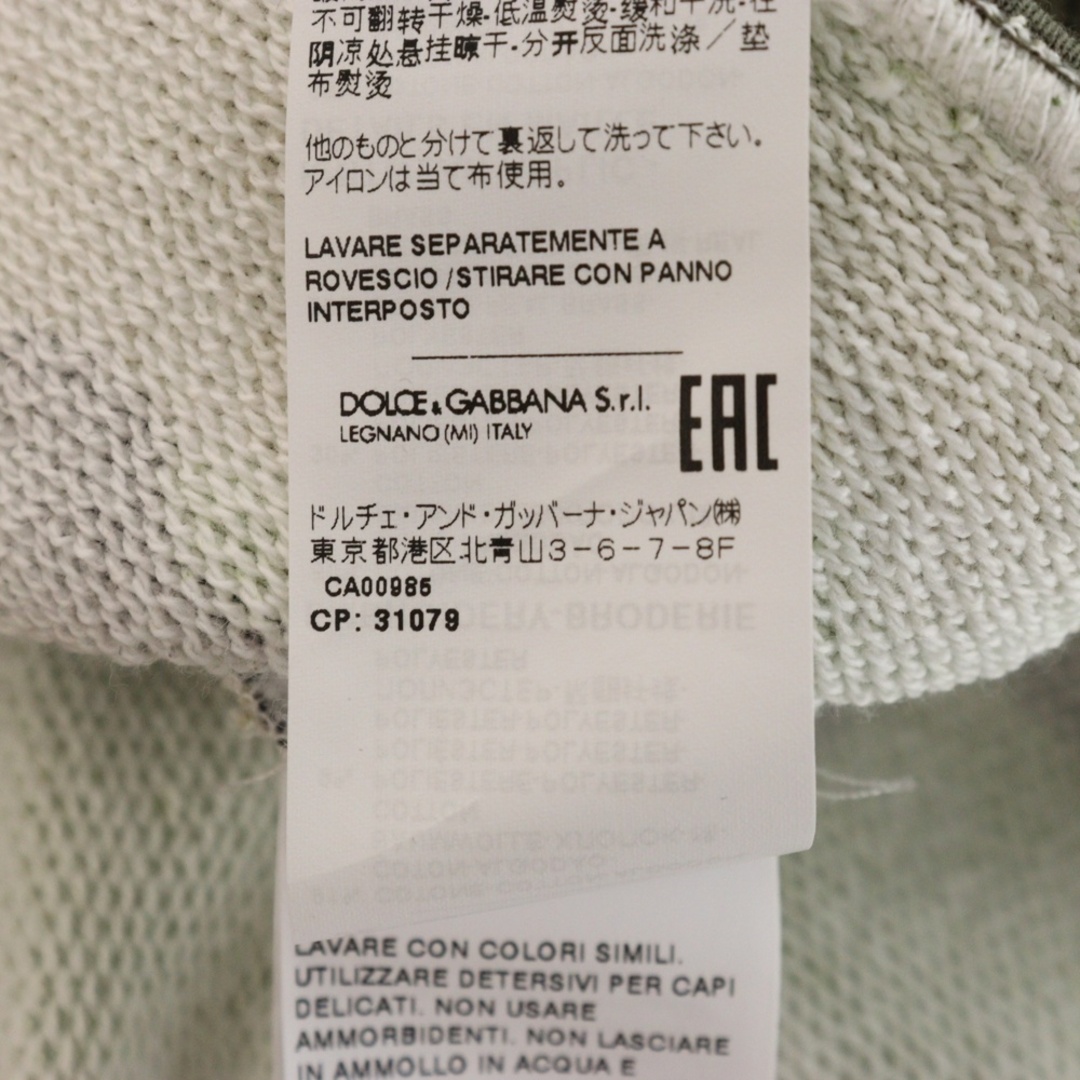 不可翻转干燥·低温熨烫·缓和干洗·在
阴凉处悬挂晾干·分开反面洗涤／垫
布熨烫
他のものと分けて裏返して洗って下さい。
アイロンは当て布使用。
LAVARE SEPARATEMENTE A
ROVESCIO /STIRARE CON PANNO
INTERPOSTO
DOLCE & GABBANA S.r.l.
LEGNANO (MI) ITALY
EAC
ドルチェ・アンド・ガッバーナ・ジャパン㈱
東京都港区北青山3-6-7-8F
CA00985
CP: 31079
LAVARE CON COLORI SIMILI.
UTILIZZARE DETERSIVI PER CAPI
DELICATI. NON USARE
AMMORBIDENTI. NON LASCIARE
IN AMMOLLO IN ACQUA E